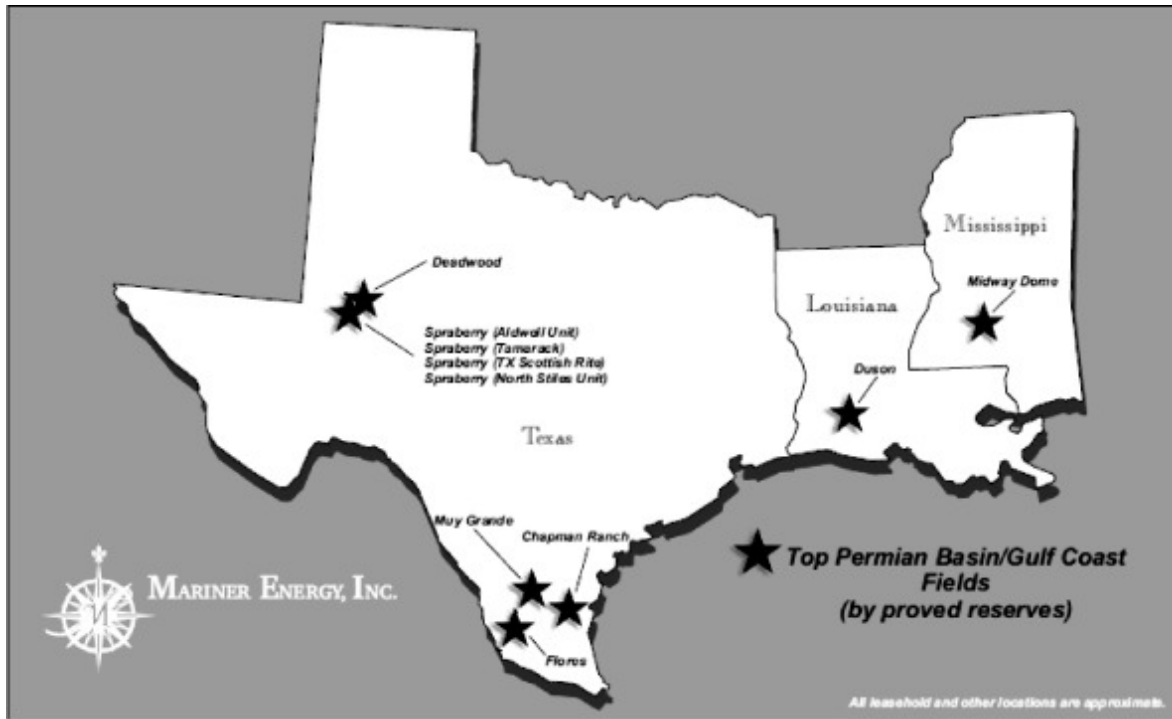 Mississippi
Deadwood
Midway Dome
Louisiana
Spraberry (Aldwell Unit)
Spraberry (Tamarack)
Spraberry (TX Scottish Rite)
Spraberry (North Stiles Unit)
Duson
Texas
Muy Grande
Chapman Ranch
Top Permian Basin/Gulf Coast
Fields
(by proved reserves)
MARINER ENERGY, INC.
Flores
All leasehold and other locations are approximate.